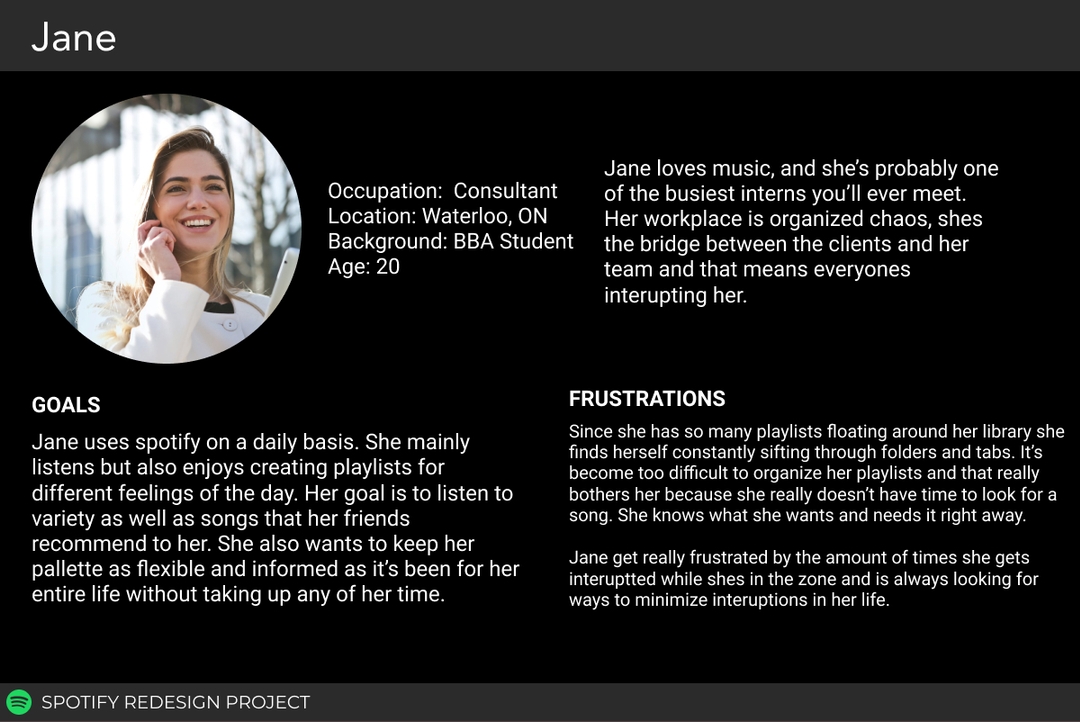 Jane
Occupation:  Consultant
Location: Waterloo, ON
Background: BBA Student
Age: 20
Jane loves music, and she's probably one
of the busiest interns you'll ever meet.
Her workplace is organized chaos, shes
the bridge between the clients and her
team and that means everyones
interupting her.
GOALS
Jane uses spotify on a daily basis. She mainly
listens but also enjoys creating playlists for
different feelings of the day. Her goal is to listen to
variety as well as songs that her friends
recommend to her. She also wants to keep her
pallette as flexible and informed as it's been for her
entire life without taking up any of her time.
FRUSTRATIONS
Since she has so many playlists floating around her library she
finds herself constantly sifting through folders and tabs. It's
become too difficult to organize her playlists and that really
bothers her because she really doesn't have time to look for a
song. She knows what she wants and needs it right away.
Jane get really frustrated by the amount of times she gets
interuptted while shes in the zone and is always looking for
ways to minimize interuptions in her life.
SPOTIFY REDESIGN PROJECT